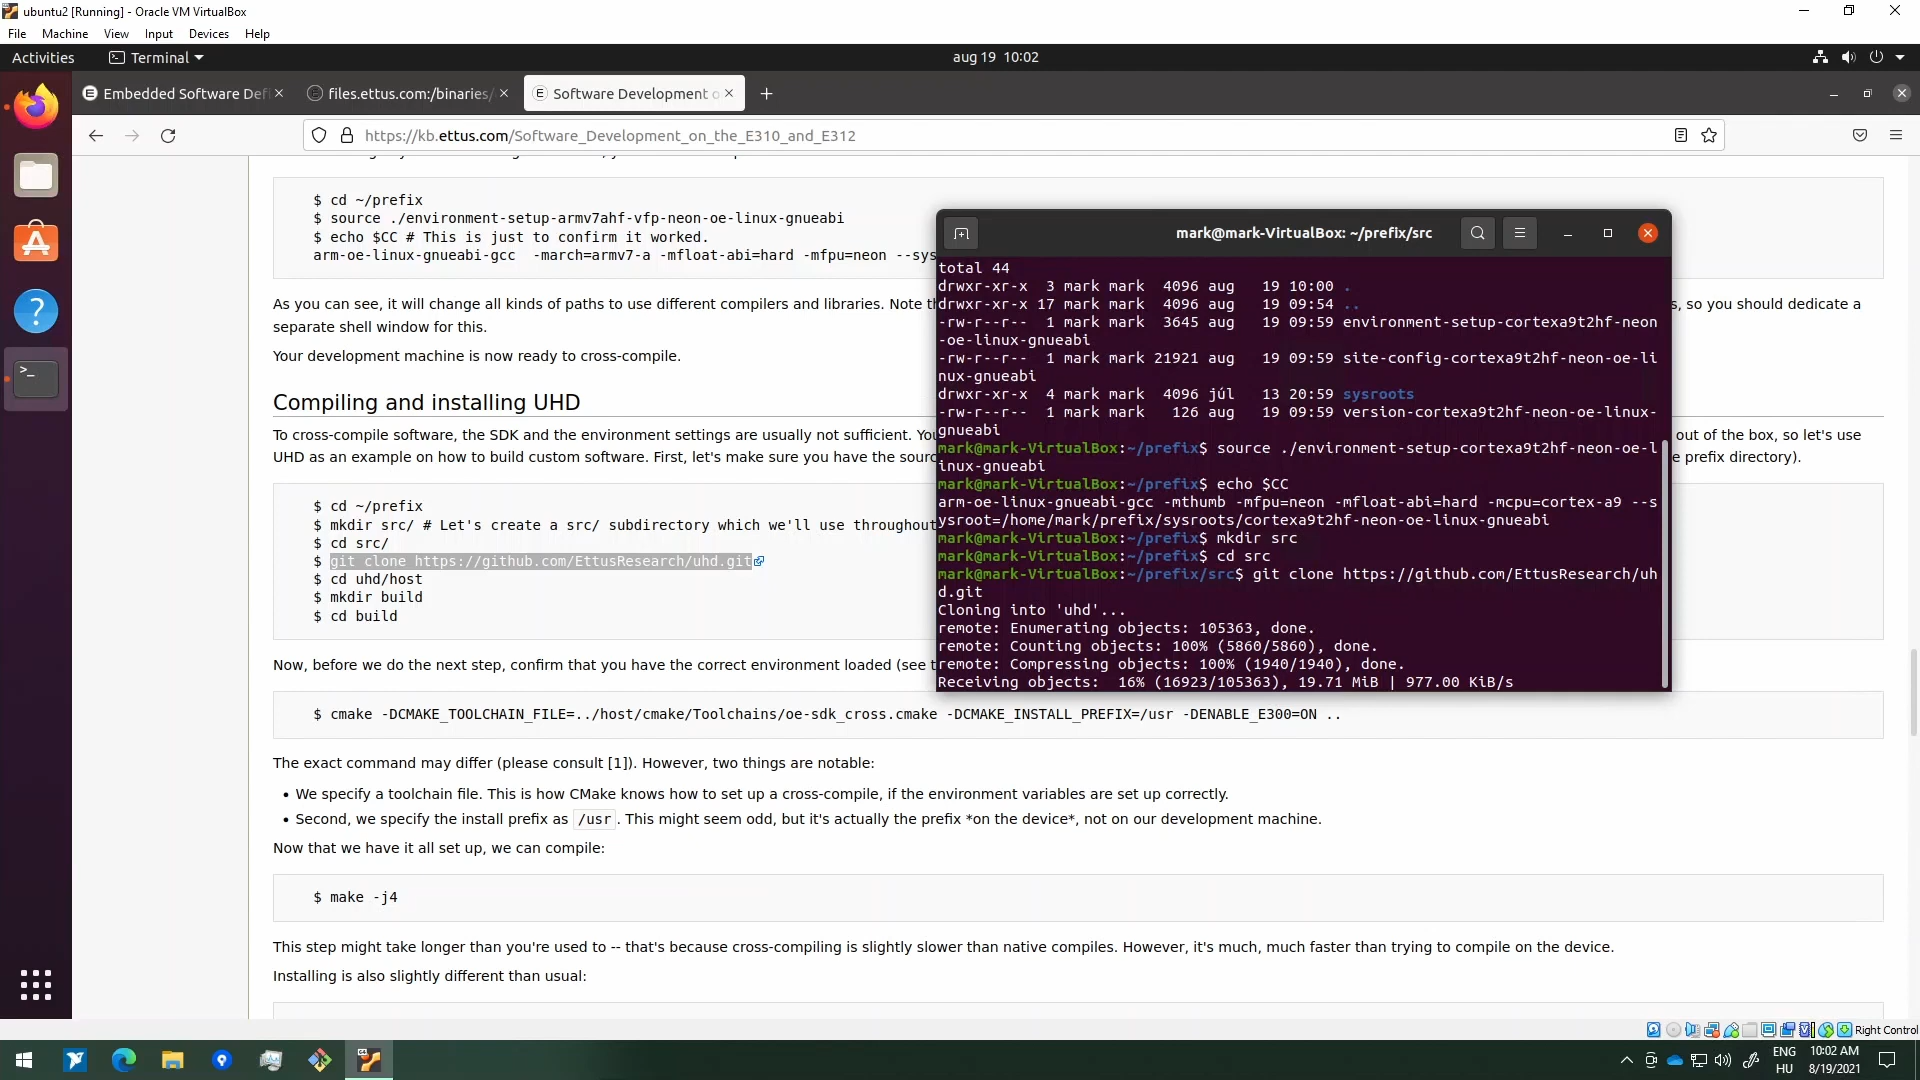 ubuntu2 [Running] - Oracle VM VirtualBox
File Machine View Input Devices Help
Activities Terminal aug 19 10:02
Embedded Software Def files.ettus.com:/binaries/ Software Development o
https://kb.ettus.com/Software_Development_on_the_E310_and_E312
$ cd ~/prefix
$ source ./environment-setup-armv7ahf-vfp-neon-oe-linux-gnueabi
$ echo $CC # This is just to confirm it worked.
arm-oe-linux-gnueabi-gcc  -march=armv7-a -mfloat-abi=hard -mfpu=neon --sys
As you can see, it will change all kinds of paths to use different compilers and libraries. Note th s, so you should dedicate a
separate shell window for this.
Your development machine is now ready to cross-compile.
Compiling and installing UHD
To cross-compile software, the SDK and the environment settings are usually not sufficient. You out of the box, so let's use
UHD as an example on how to build custom software. First, let's make sure you have the sourc e prefix directory).
$ cd ~/prefix
$ mkdir src/ # Let's create a src/ subdirectory which we'll use throughout
$ cd src/
$ git clone https://github.com/EttusResearch/uhd.git
$ cd uhd/host
$ mkdir build
$ cd build
Now, before we do the next step, confirm that you have the correct environment loaded (see t
$ cmake -DCMAKE_TOOLCHAIN_FILE=../host/cmake/Toolchains/oe-sdk_cross.cmake -DCMAKE_INSTALL_PREFIX=/usr -DENABLE_E300=ON ..
The exact command may differ (please consult [1]). However, two things are notable:
• We specify a toolchain file. This is how CMake knows how to set up a cross-compile, if the environment variables are set up correctly.
• Second, we specify the install prefix as /usr. This might seem odd, but it's actually the prefix *on the device*, not on our development machine.
Now that we have it all set up, we can compile:
$ make -j4
This step might take longer than you're used to -- that's because cross-compiling is slightly slower than native compiles. However, it's much, much faster than trying to compile on the device.
Installing is also slightly different than usual:
mark@mark-VirtualBox: ~/prefix/src
total 44
drwxr-xr-x  3 mark mark  4096 aug   19 10:00 .
drwxr-xr-x 17 mark mark  4096 aug   19 09:54 ..
-rw-r--r--  1 mark mark  3645 aug   19 09:59 environment-setup-cortexa9t2hf-neon
-oe-linux-gnueabi
-rw-r--r--  1 mark mark 21921 aug   19 09:59 site-config-cortexa9t2hf-neon-oe-li
nux-gnueabi
drwxr-xr-x  4 mark mark  4096 júl   13 20:59 sysroots
-rw-r--r--  1 mark mark   126 aug   19 09:59 version-cortexa9t2hf-neon-oe-linux-
gnueabi
mark@mark-VirtualBox:~/prefix$ source ./environment-setup-cortexa9t2hf-neon-oe-l
inux-gnueabi
mark@mark-VirtualBox:~/prefix$ echo $CC
arm-oe-linux-gnueabi-gcc -mthumb -mfpu=neon -mfloat-abi=hard -mcpu=cortex-a9 --s
ysroot=/home/mark/prefix/sysroots/cortexa9t2hf-neon-oe-linux-gnueabi
mark@mark-VirtualBox:~/prefix$ mkdir src
mark@mark-VirtualBox:~/prefix$ cd src
mark@mark-VirtualBox:~/prefix/src$ git clone https://github.com/EttusResearch/uh
d.git
Cloning into 'uhd'...
remote: Enumerating objects: 105363, done.
remote: Counting objects: 100% (5860/5860), done.
remote: Compressing objects: 100% (1940/1940), done.
Receiving objects:  16% (16923/105363), 19.71 MiB | 977.00 KiB/s
Right Control
ENG 10:02 AM
HU 8/19/2021